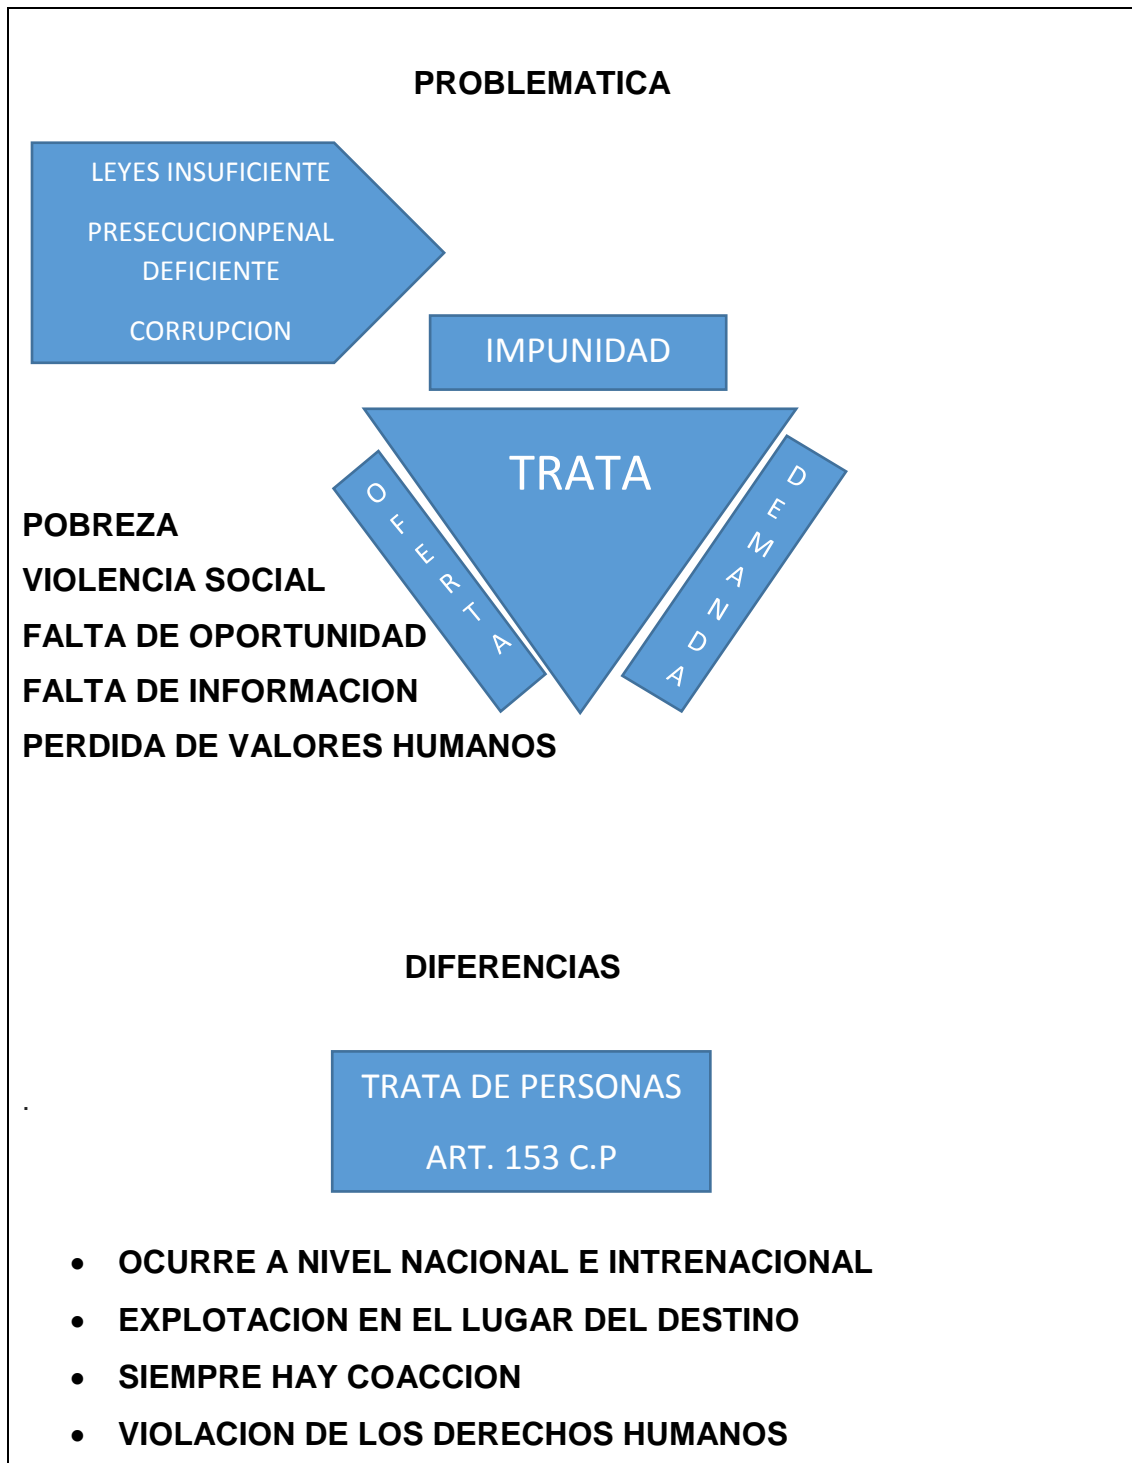 PROBLEMATICA
LEYES INSUFICIENTE
PRESECUCIONPENAL
DEFICIENTE
CORRUPCION
IMPUNIDAD
TRATA
OFERTA
DEMANDA
POBREZA
VIOLENCIA SOCIAL
FALTA DE OPORTUNIDAD
FALTA DE INFORMACION
PERDIDA DE VALORES HUMANOS
DIFERENCIAS
.
TRATA DE PERSONAS
ART. 153 C.P
• OCURRE A NIVEL NACIONAL E INTRENACIONAL
• EXPLOTACION EN EL LUGAR DEL DESTINO
• SIEMPRE HAY COACCION
• VIOLACION DE LOS DERECHOS HUMANOS